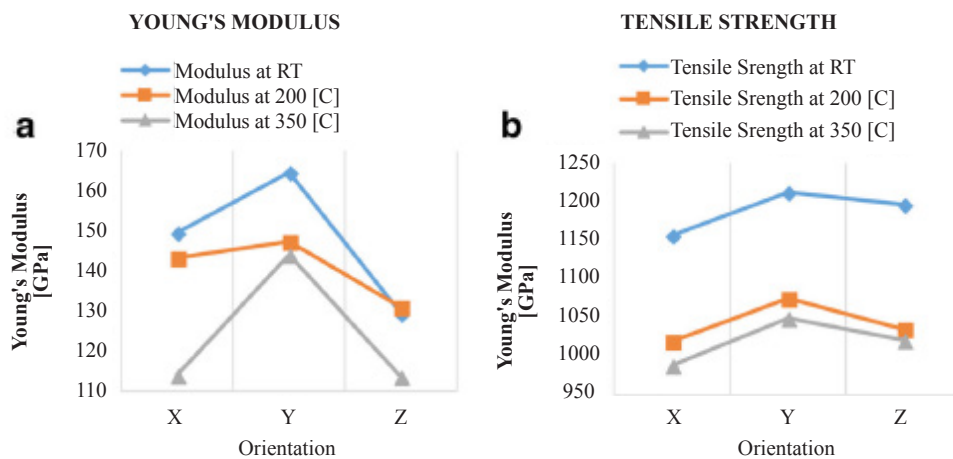 YOUNG'S MODULUS
Modulus at RT
Modulus at 200 [C]
Modulus at 350 [C]
a
170
160
150
140
130
120
110
Young's Modulus
[GPa]
X Y Z
Orientation
TENSILE STRENGTH
Tensile Srength at RT
Tensile Srength at 200 [C]
Tensile Srength at 350 [C]
b
1250
1200
1150
1100
1050
1000
950
Young's Modulus
[GPa]
X Y Z
Orientation